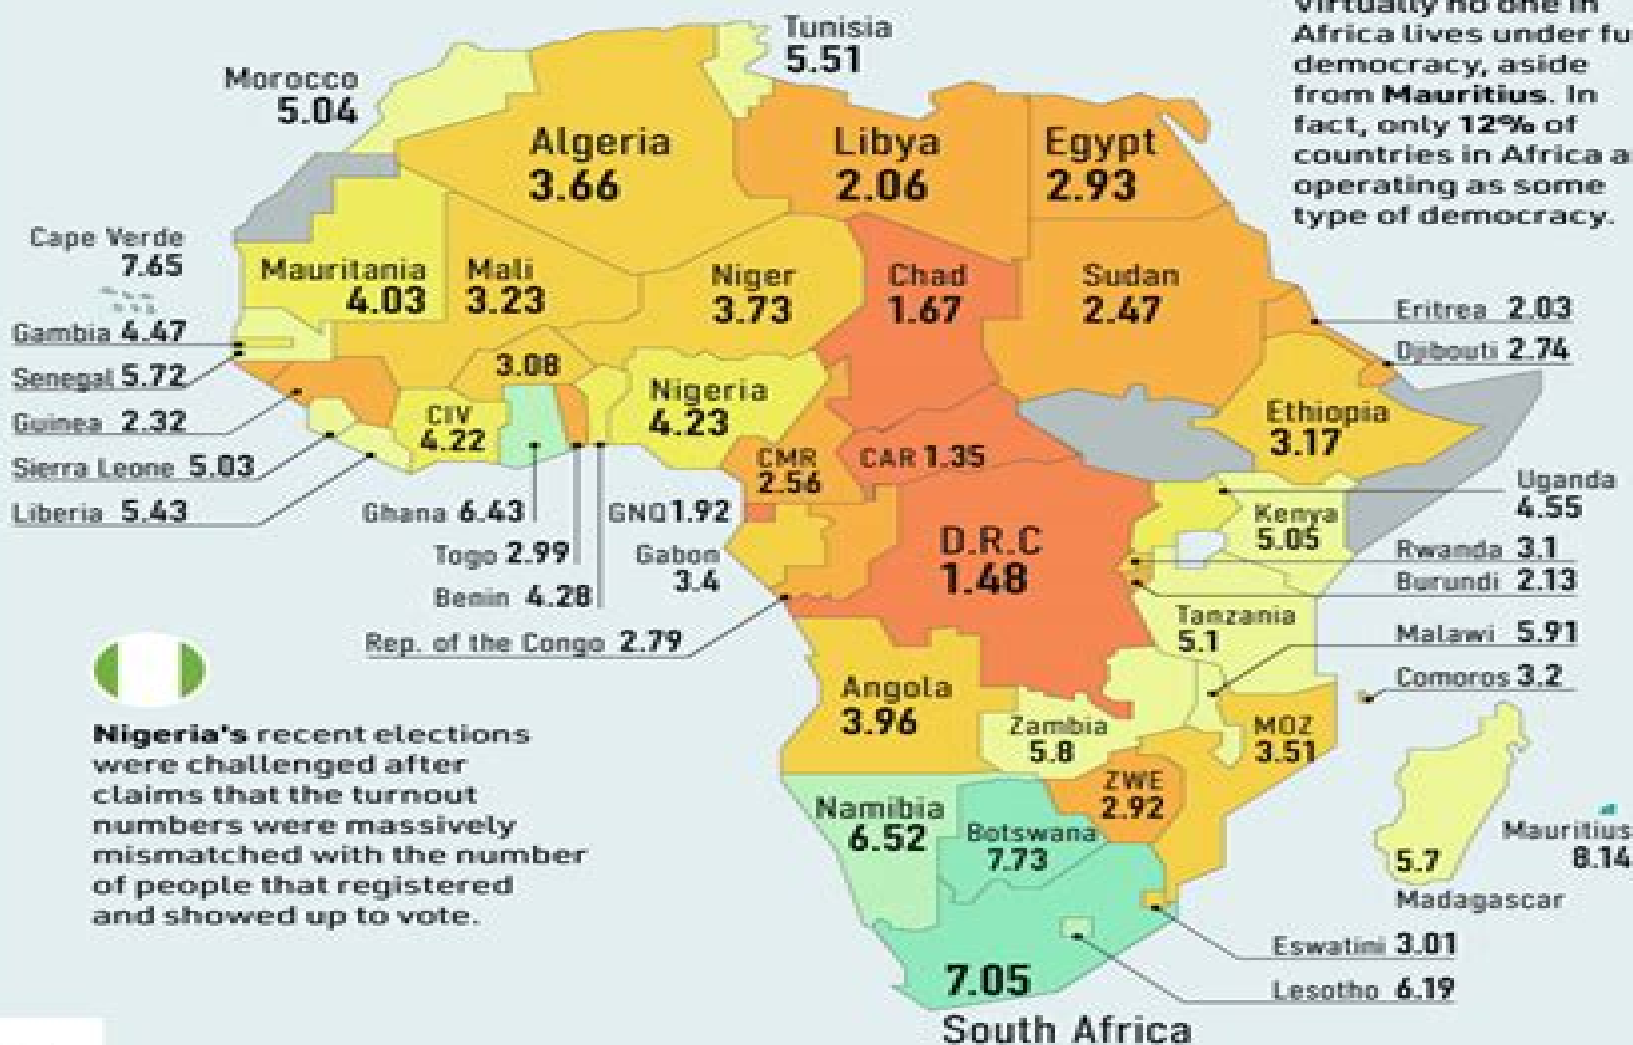 Virtually no one in
Africa lives under fu
democracy, aside
from Mauritius. In
fact, only 12% of
countries in Africa a
operating as some
type of democracy.
Tunisia
5.51
Morocco
5.04
Algeria
3.66
Libya
2.06
Egypt
2.93
Cape Verde
7.65
Mauritania
4.03
Mali
3.23
Niger
3.73
Chad
1.67
Sudan
2.47
Eritrea 2.03
Djibouti 2.74
Gambia 4.47
Senegal 5.72
Guinea 2.32
Sierra Leone 5.03
Liberia 5.43
3.08
CIV
4.22
Nigeria
4.23
Ethiopia
3.17
CMR
2.56
CAR 1.35
Ghana 6.43
Togo 2.99
Benin 4.28
GNQ 1.92
Gabon
3.4
Rep. of the Congo 2.79
D.R.C
1.48
Uganda
4.55
Kenya
5.05
Rwanda 3.1
Burundi 2.13
Tanzania
5.1
Malawi 5.91
Comoros 3.2
Angola
3.96
Zambia
5.8
MOZ
3.51
ZWE
2.92
Namibia
6.52
Botswana
7.73
5.7
Madagascar
Mauritius
8.14
Eswatini 3.01
Lesotho 6.19
7.05
South Africa
Nigeria's recent elections
were challenged after
claims that the turnout
numbers were massively
mismatched with the number
of people that registered
and showed up to vote.